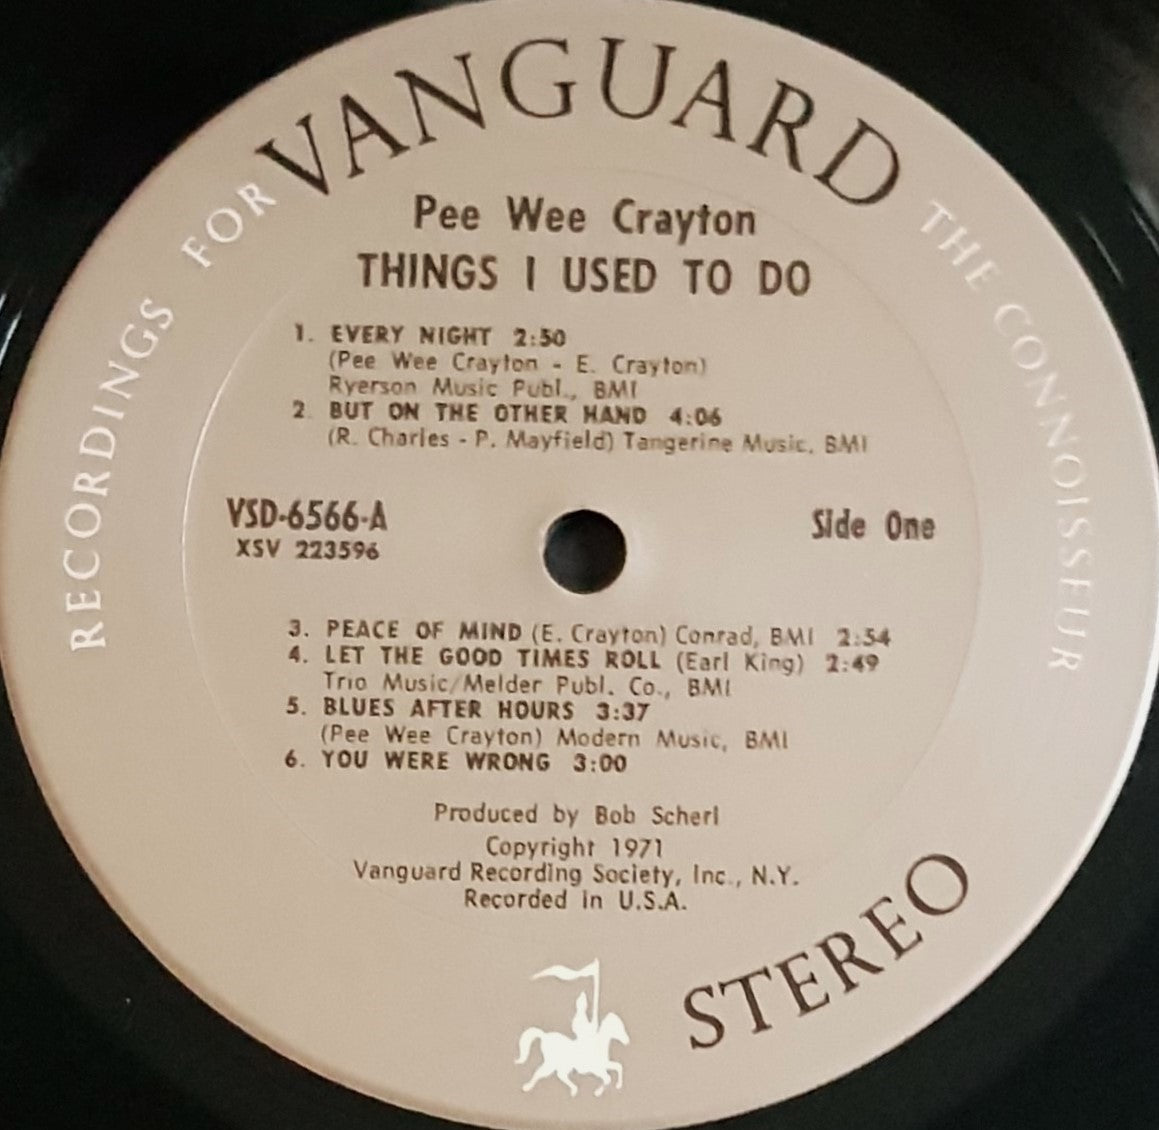 VANGUARD
RECORDINGS FOR THE CONNOISSEUR
Pee Wee Crayton
THINGS I USED TO DO
1. EVERY NIGHT 2:50
(Pee Wee Crayton - E. Crayton)
Ryerson Music Publ., BMI
2. BUT ON THE OTHER HAND 4:06
(R. Charles - P. Mayfield) Tangerine Music, BMI
VSD-6566-A
XSV 223596
Side One
3. PEACE OF MIND (E. Crayton) Conrad, BMI 2:54
4. LET THE GOOD TIMES ROLL (Earl King) 2:49
Trio Music/Melder Publ. Co., BMI
5. BLUES AFTER HOURS 3:37
(Pee Wee Crayton) Modern Music, BMI
6. YOU WERE WRONG 3:00
Produced by Bob Scherl
Copyright 1971
Vanguard Recording Society, Inc., N.Y.
Recorded in U.S.A.
STEREO